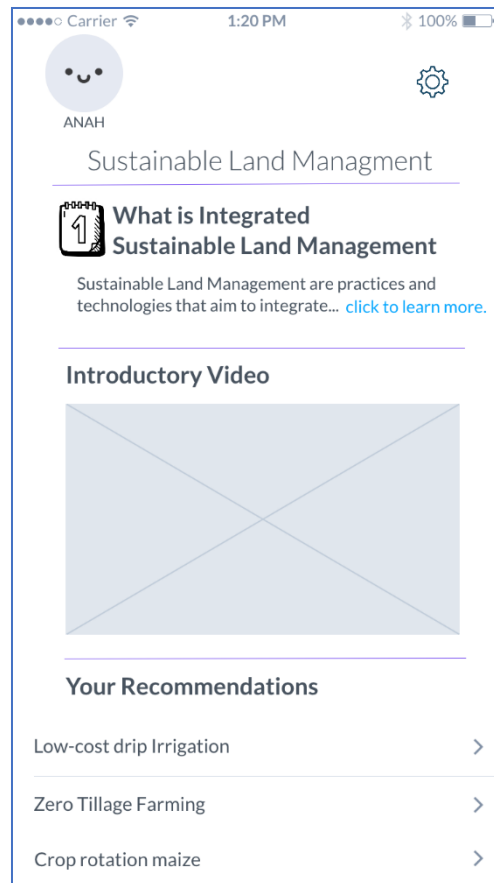 Carrier 1:20 PM 100%
ANAH
Sustainable Land Managment
1
What is Integrated
Sustainable Land Management
Sustainable Land Management are practices and
technologies that aim to integrate... click to learn more.
Introductory Video
Your Recommendations
Low-cost drip Irrigation
Zero Tillage Farming
Crop rotation maize